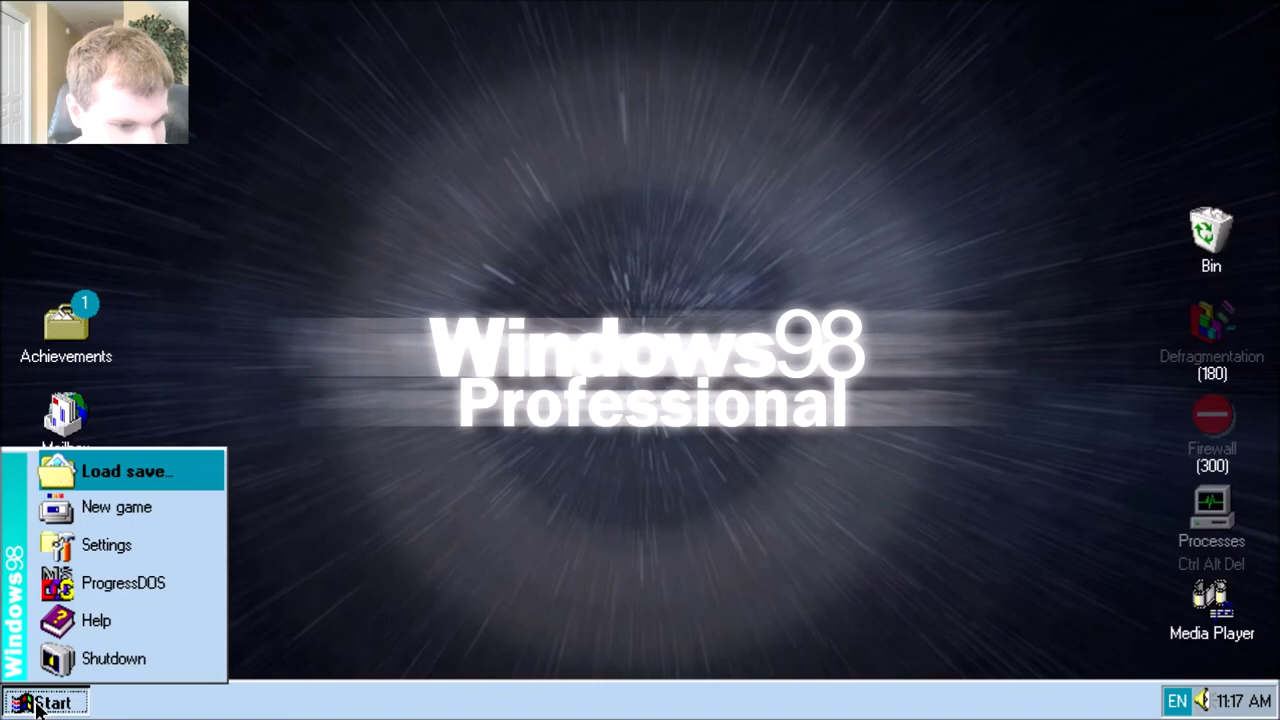 Windows98
Professional
1
Achievements
Bin
Defragmentation
(180)
Firewall
(300)
Processes
Ctrl Alt Del
Media Player
Load save...
New game
Settings
ProgressDOS
Help
Shutdown
Windows98
Start
EN
11:17 AM